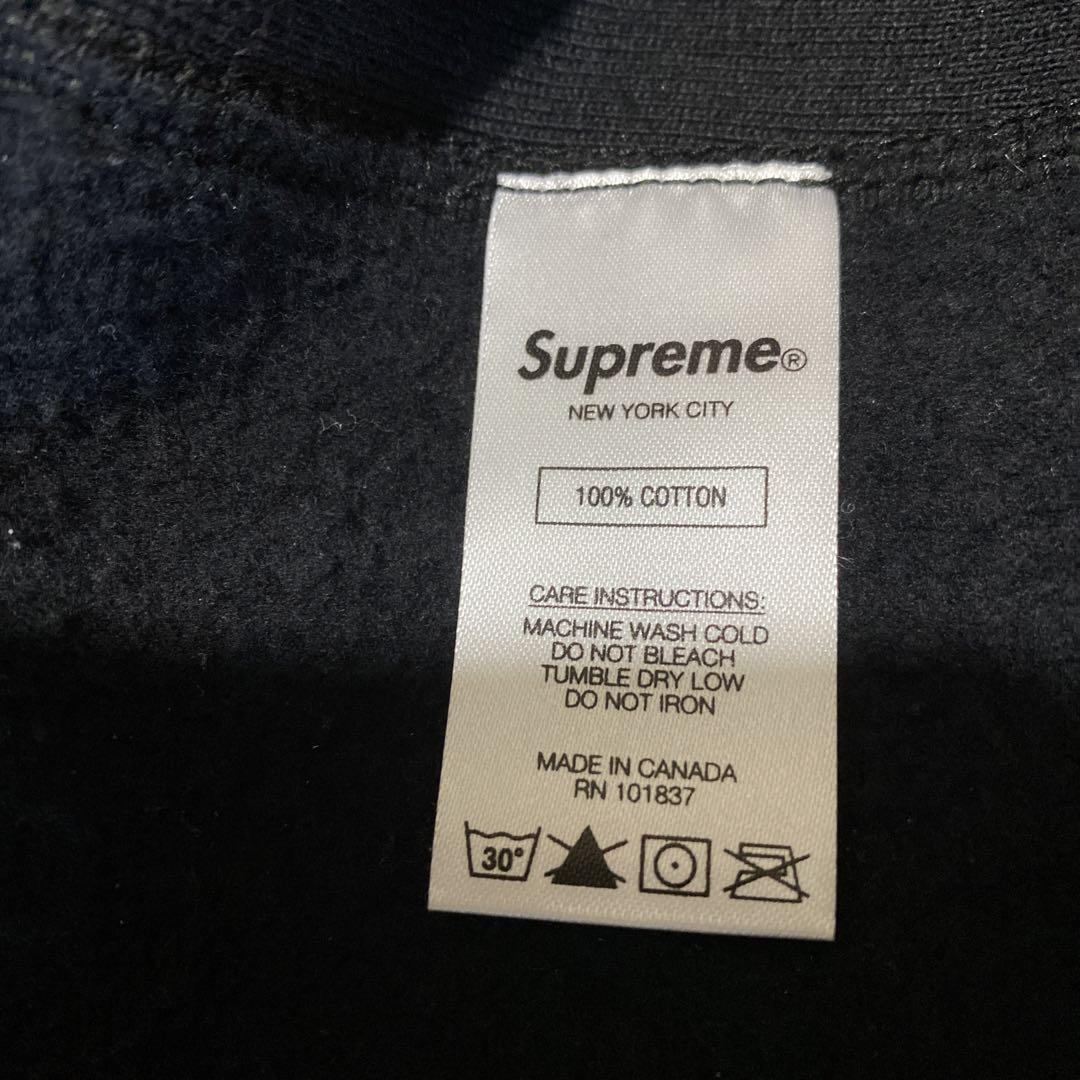 Supreme®
NEW YORK CITY
100% COTTON
CARE INSTRUCTIONS:
MACHINE WASH COLD
DO NOT BLEACH
TUMBLE DRY LOW
DO NOT IRON
MADE IN CANADA
RN 101837
30°